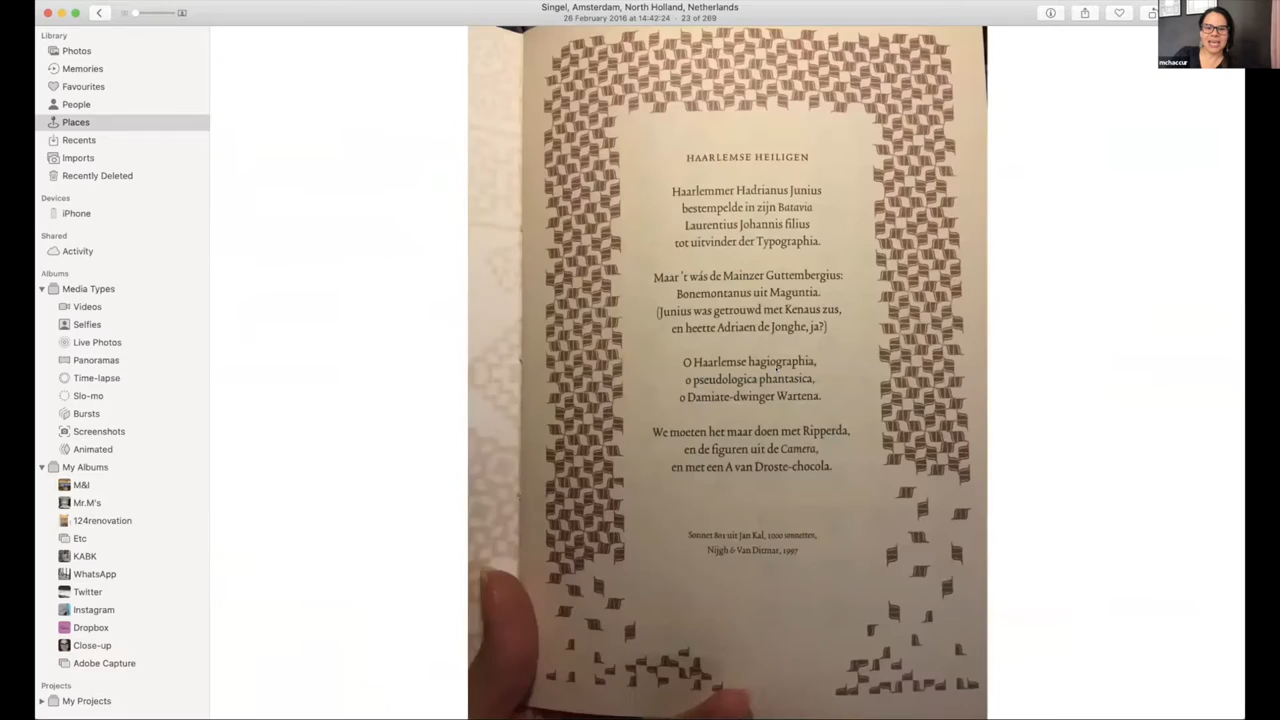 Singel, Amsterdam, North Holland, Netherlands
26 February 2016 at 14:42:24 · 23 of 269
mchaccur
Library
Photos
Memories
Favourites
People
Places
Recents
Imports
Recently Deleted
Devices
iPhone
Shared
Activity
Albums
Media Types
Videos
Selfies
Live Photos
Panoramas
Time-lapse
Slo-mo
Bursts
Screenshots
Animated
My Albums
M&I
Mr.M's
124renovation
Etc
KABK
WhatsApp
Twitter
Instagram
Dropbox
Close-up
Adobe Capture
Projects
My Projects
HAARLEMSE HEILIGEN
Haarlemmer Hadrianus Junius
bestempelde in zijn Batavia
Laurentius Johannis filius
tot uitvinder der Typographia.
Maar 't wás de Mainzer Guttembergius:
Bonemontanus uit Maguntia.
(Junius was getrouwd met Kenaus zus,
en heette Adriaen de Jonghe, ja?)
O Haarlemse hagiographia,
o pseudologica phantasica,
o Damiate-dwinger Wartena.
We moeten het maar doen met Ripperda,
en de figuren uit de Camera,
en met een A van Droste-chocola.
Sonnet 801 uit Jan Kal, 1000 sonnetten,
Nijgh & Van Ditmar, 1997